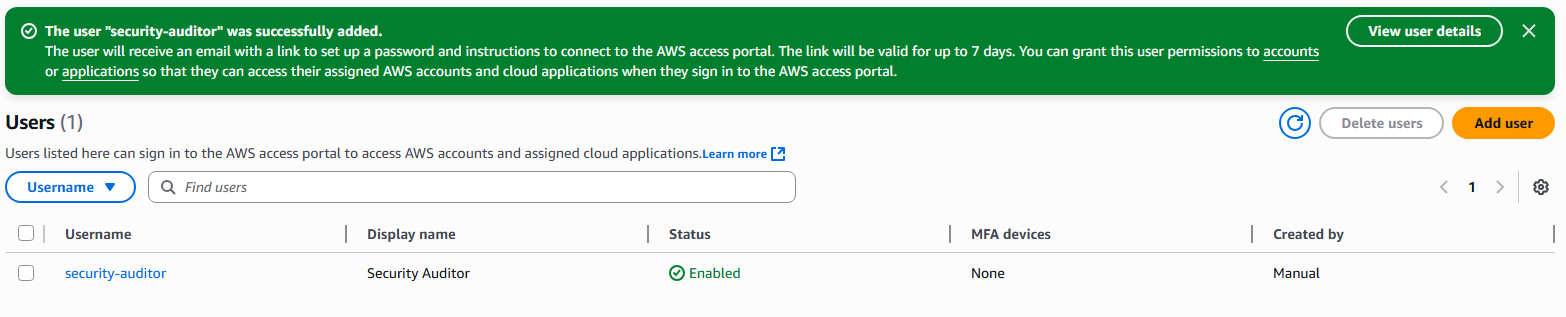 The user "security-auditor" was successfully added.
The user will receive an email with a link to set up a password and instructions to connect to the AWS access portal. The link will be valid for up to 7 days. You can grant this user permissions to accounts
or applications so that they can access their assigned AWS accounts and cloud applications when they sign in to the AWS access portal.
View user details
Users (1)
Delete users
Add user
Users listed here can sign in to the AWS access portal to access AWS accounts and assigned cloud applications.Learn more
Username
Find users
1
Username Display name Status MFA devices Created by
security-auditor Security Auditor Enabled None Manual